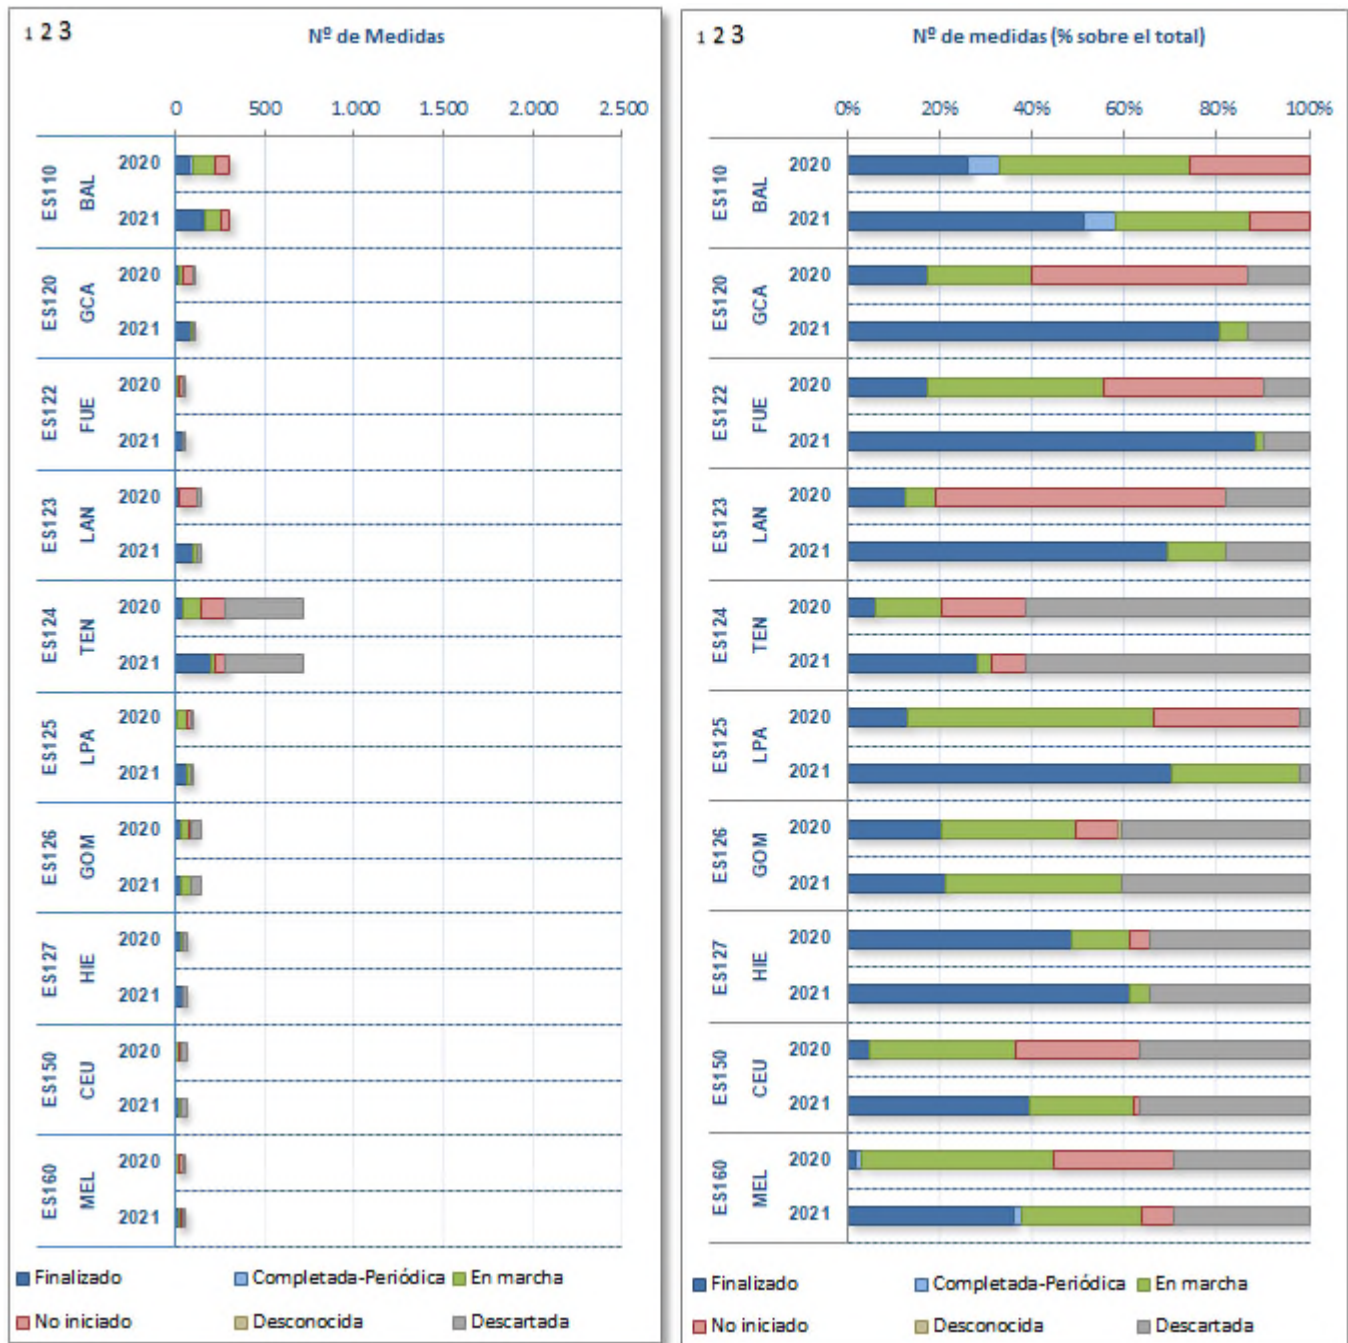 1 2 3
Nº de Medidas
0 500 1.000 1.500 2.000 2.500
ES110 BAL 2020
2021
ES120 GCA 2020
2021
ES122 FUE 2020
2021
ES123 LAN 2020
2021
ES124 TEN 2020
2021
ES125 LPA 2020
2021
ES126 GOM 2020
2021
ES127 HIE 2020
2021
ES150 CEU 2020
2021
ES160 MEL 2020
2021
Finalizado Completada-Periódica En marcha
No iniciado Desconocida Descartada
1 2 3
Nº de medidas (% sobre el total)
0% 20% 40% 60% 80% 100%
ES110 BAL 2020
2021
ES120 GCA 2020
2021
ES122 FUE 2020
2021
ES123 LAN 2020
2021
ES124 TEN 2020
2021
ES125 LPA 2020
2021
ES126 GOM 2020
2021
ES127 HIE 2020
2021
ES150 CEU 2020
2021
ES160 MEL 2020
2021
Finalizado Completada-Periódica En marcha
No iniciado Desconocida Descartada